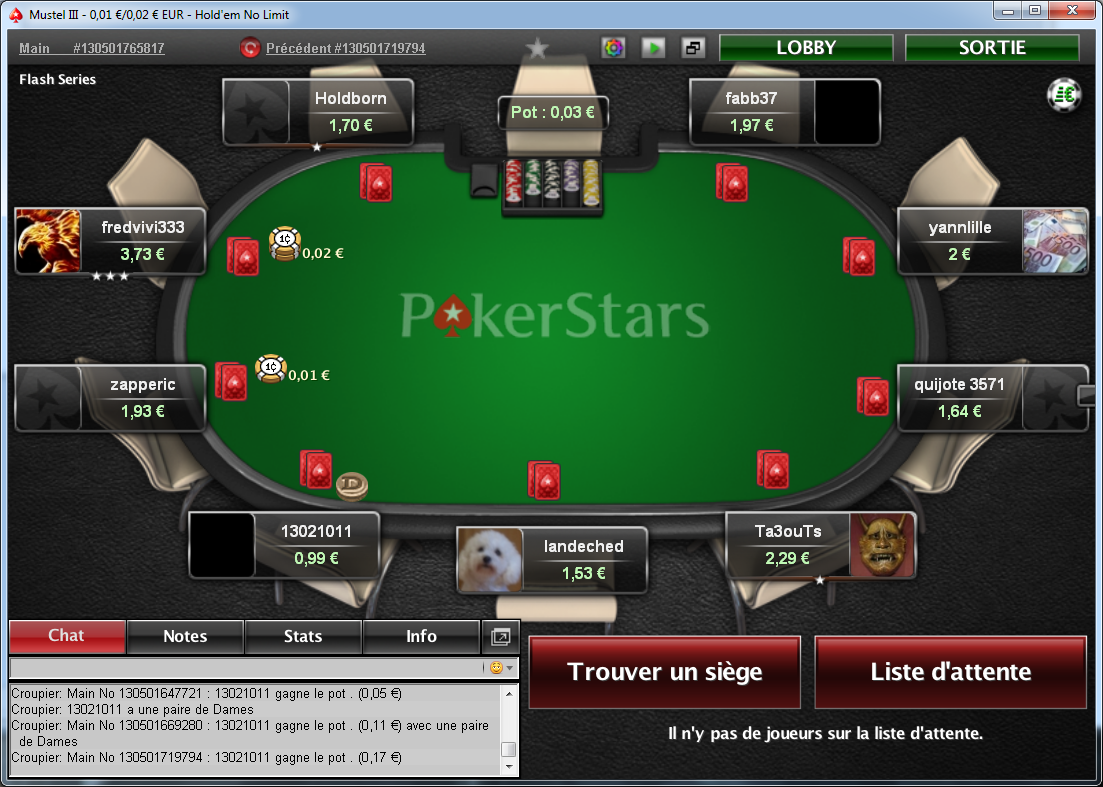 Mustel III - 0,01 €/0,02 € EUR - Hold'em No Limit
Main #130501765817
Précédent #130501719794
LOBBY
SORTIE
Flash Series
Holdborn
1,70 €
Pot : 0,03 €
fabb37
1,97 €
fredvivi333
3,73 €
1¢
0,02 €
yannlille
2 €
500
500
PokerStars
zapperic
1,93 €
1¢
0,01 €
quijote 3571
1,64 €
D
13021011
0,99 €
landeched
1,53 €
Ta3ouTs
2,29 €
Chat
Notes
Stats
Info
Trouver un siège
Liste d'attente
Croupier: Main No 130501647721 : 13021011 gagne le pot . (0,05 €)
Croupier: 13021011 a une paire de Dames
Croupier: Main No 130501669280 : 13021011 gagne le pot . (0,11 €) avec une paire
de Dames
Croupier: Main No 130501719794 : 13021011 gagne le pot . (0,17 €)
Il n'y pas de joueurs sur la liste d'attente.